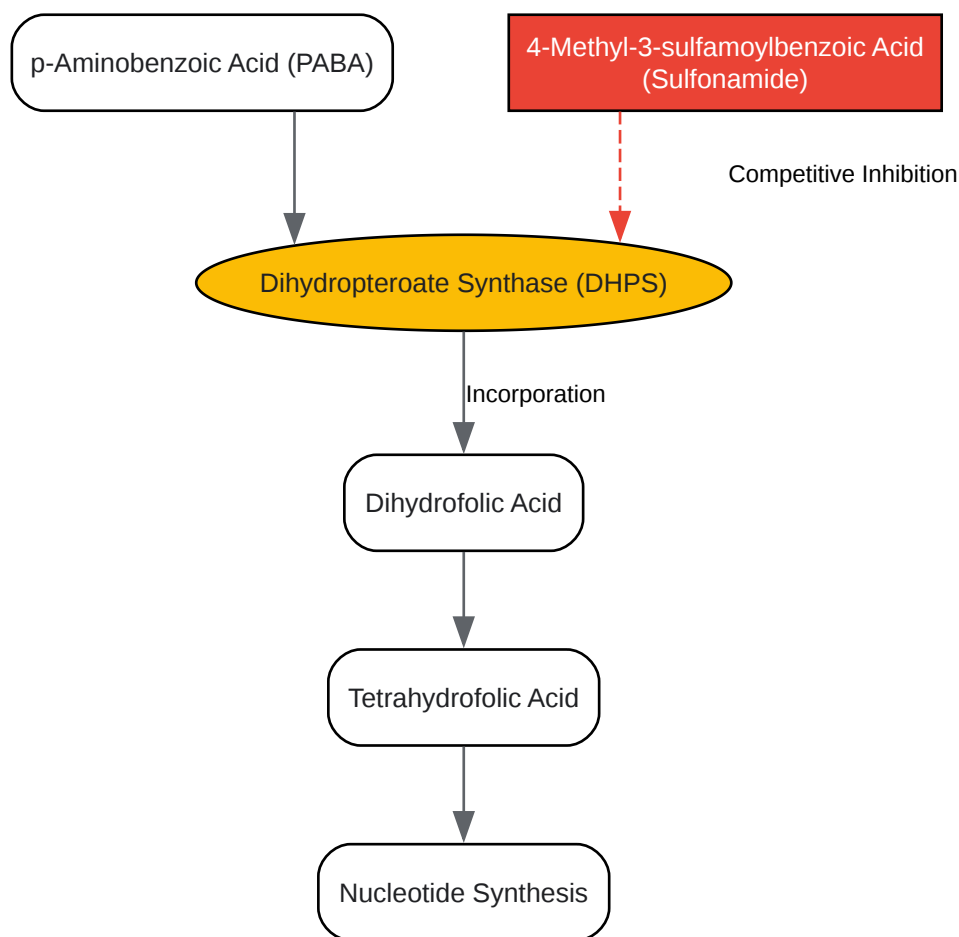 p-Aminobenzoic Acid (PABA)
4-Methyl-3-sulfamoylbenzoic Acid
(Sulfonamide)
Competitive Inhibition
Dihydropteroate Synthase (DHPS)
Incorporation
Dihydrofolic Acid
Tetrahydrofolic Acid
Nucleotide Synthesis